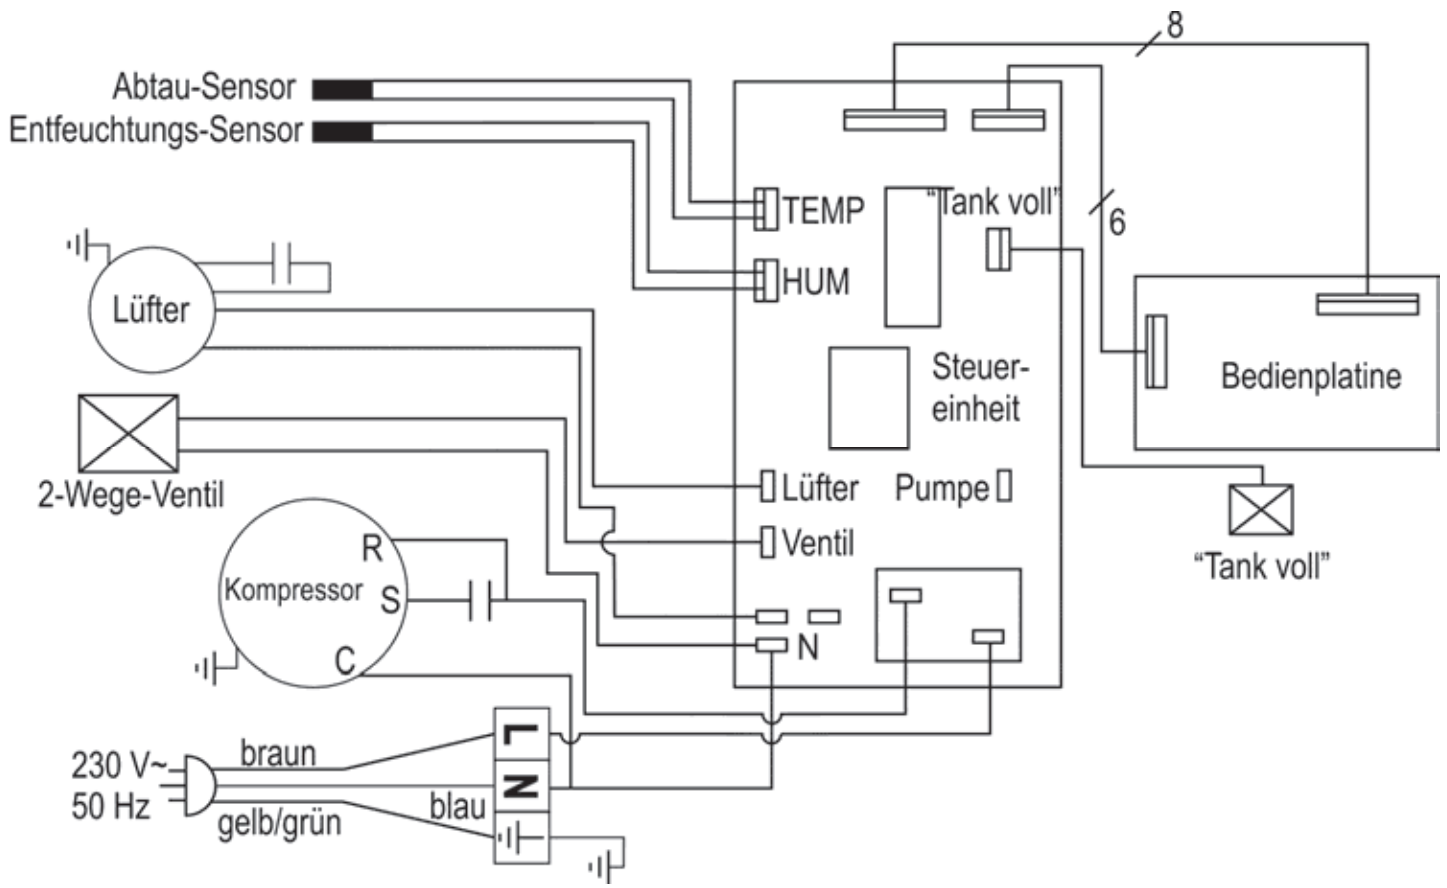 8
Abtau-Sensor
Entfeuchtungs-Sensor
TEMP
“Tank voll”
6
HUM
Lüfter
Steuer-
einheit
Bedienplatine
2-Wege-Ventil
Lüfter
Pumpe
Ventil
“Tank voll”
R
Kompressor
S
C
N
L
braun
230 V~
50 Hz
N
blau
gelb/grün